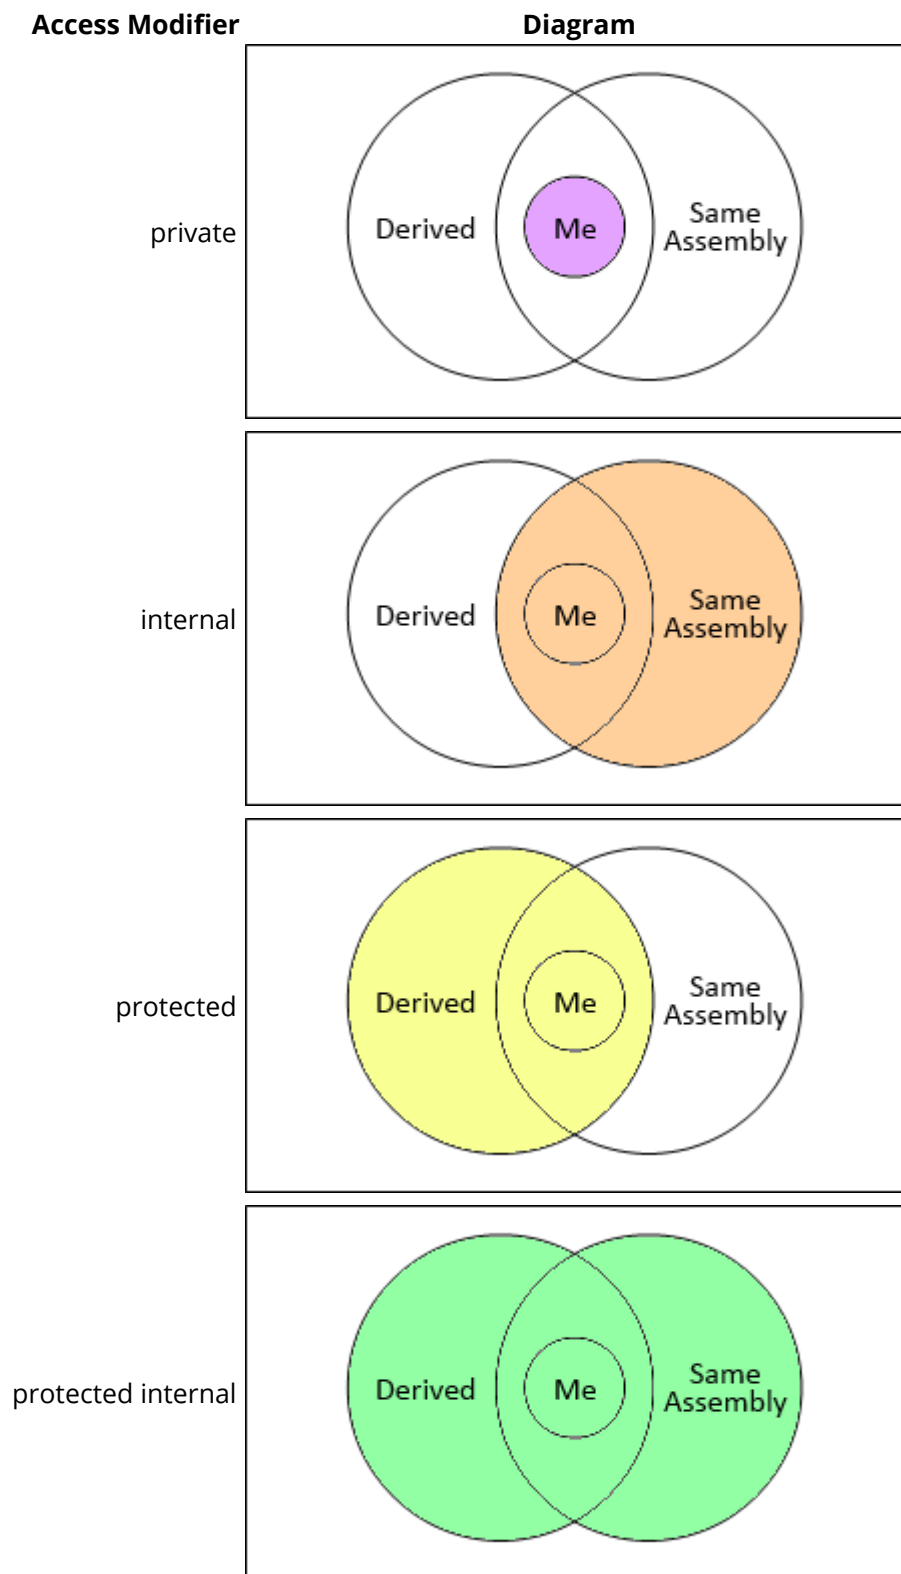 Access Modifier Diagram
private
Derived Me Same
Assembly
internal
Derived Me Same
Assembly
protected
Derived Me Same
Assembly
protected internal
Derived Me Same
Assembly